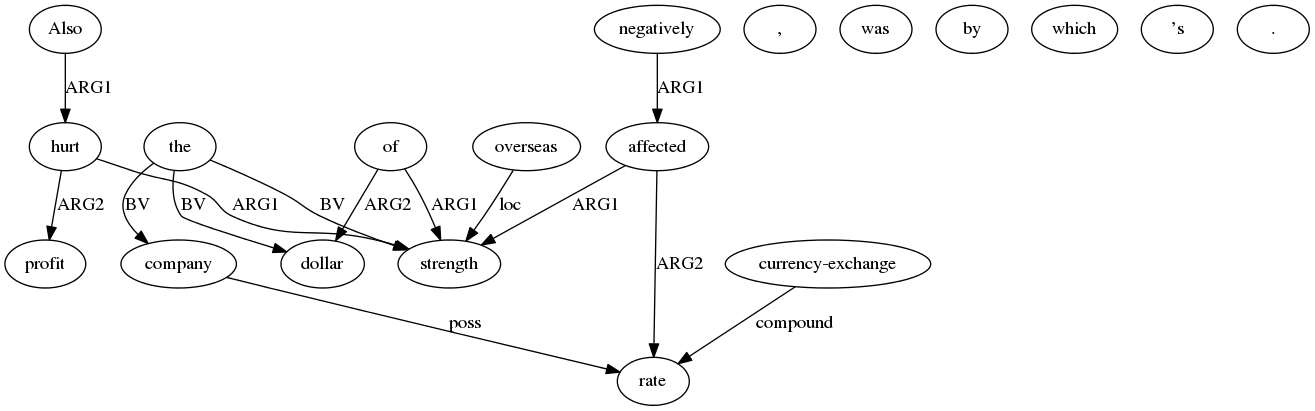 Also negatively , was by which ’s .
ARG1 ARG1
hurt the of overseas affected
ARG2 BV BV ARG1 BV ARG2 ARG1 loc ARG1 ARG2
profit company dollar strength currency-exchange
poss compound
rate